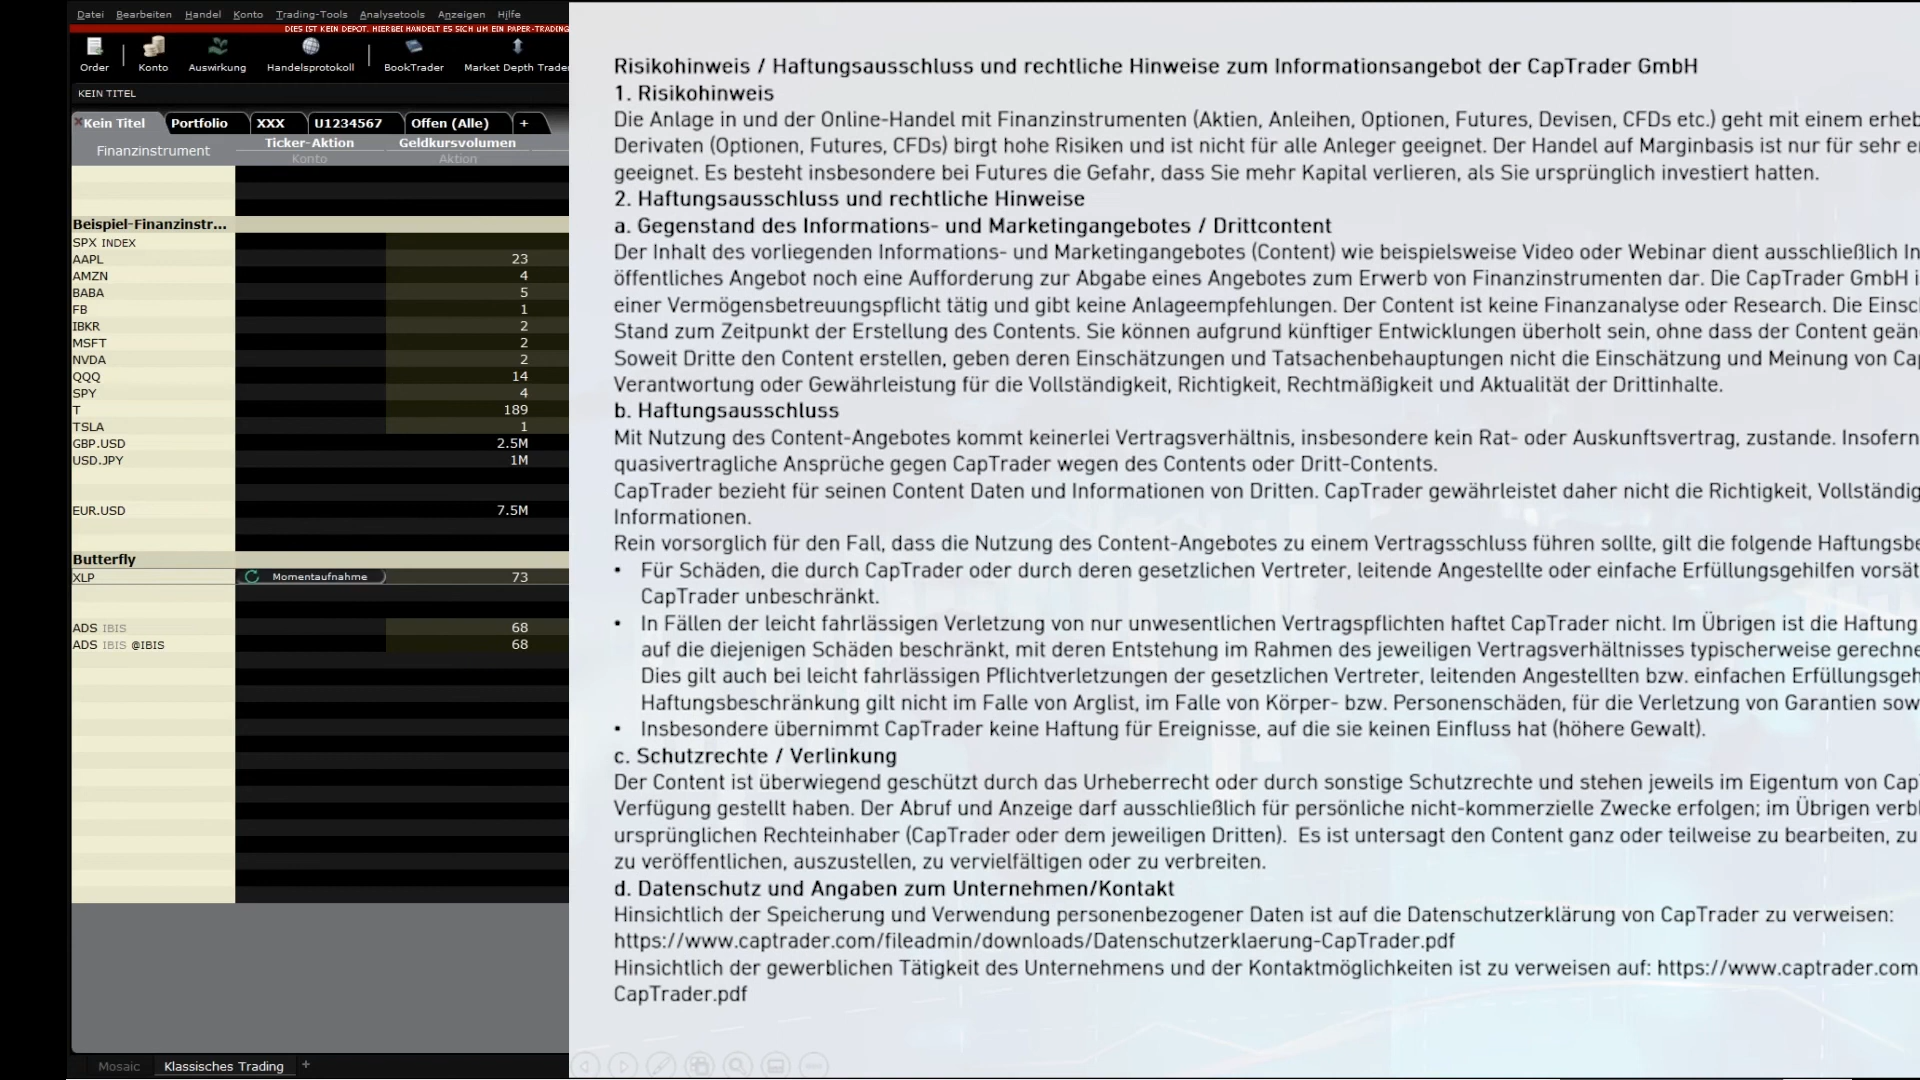 Datei Bearbeiten Handel Konto Trading-Tools Analysetools Anzeigen Hilfe
DIES IST KEIN DEPOT. HIERBEI HANDELT ES SICH UM EIN PAPER-TRADING
Order Konto Auswirkung Handelsprotokoll BookTrader Market Depth Trader
KEIN TITEL
Kein Titel Portfolio XXX U1234567 Offen (Alle) +
Finanzinstrument Ticker-Aktion Geldkursvolumen
Konto Aktion
Beispiel-Finanzinstr...
SPX INDEX
AAPL 23
AMZN 4
BABA 5
FB 1
IBKR 2
MSFT 2
NVDA 2
QQQ 14
SPY 4
T 189
TSLA 1
GBP.USD 2.5M
USD.JPY 1M
EUR.USD 7.5M
Butterfly
XLP Momentaufnahme 73
ADS IBIS 68
ADS IBIS @IBIS 68
Mosaic Klassisches Trading +
Risikohinweis / Haftungsausschluss und rechtliche Hinweise zum Informationsangebot der CapTrader GmbH
1. Risikohinweis
Die Anlage in und der Online-Handel mit Finanzinstrumenten (Aktien, Anleihen, Optionen, Futures, Devisen, CFDs etc.) geht mit einem erheb
Derivaten (Optionen, Futures, CFDs) birgt hohe Risiken und ist nicht für alle Anleger geeignet. Der Handel auf Marginbasis ist nur für sehr e
geeignet. Es besteht insbesondere bei Futures die Gefahr, dass Sie mehr Kapital verlieren, als Sie ursprünglich investiert hatten.
2. Haftungsausschluss und rechtliche Hinweise
a. Gegenstand des Informations- und Marketingangebotes / Drittcontent
Der Inhalt des vorliegenden Informations- und Marketingangebotes (Content) wie beispielsweise Video oder Webinar dient ausschließlich In
öffentliches Angebot noch eine Aufforderung zur Abgabe eines Angebotes zum Erwerb von Finanzinstrumenten dar. Die CapTrader GmbH i
einer Vermögensbetreuungspflicht tätig und gibt keine Anlageempfehlungen. Der Content ist keine Finanzanalyse oder Research. Die Einsc
Stand zum Zeitpunkt der Erstellung des Contents. Sie können aufgrund künftiger Entwicklungen überholt sein, ohne dass der Content geän
Soweit Dritte den Content erstellen, geben deren Einschätzungen und Tatsachenbehauptungen nicht die Einschätzung und Meinung von Cap
Verantwortung oder Gewährleistung für die Vollständigkeit, Richtigkeit, Rechtmäßigkeit und Aktualität der Drittinhalte.
b. Haftungsausschluss
Mit Nutzung des Content-Angebotes kommt keinerlei Vertragsverhältnis, insbesondere kein Rat- oder Auskunftsvertrag, zustande. Insofern
quasivertragliche Ansprüche gegen CapTrader wegen des Contents oder Dritt-Contents.
CapTrader bezieht für seinen Content Daten und Informationen von Dritten. CapTrader gewährleistet daher nicht die Richtigkeit, Vollständig
Informationen.
Rein vorsorglich für den Fall, dass die Nutzung des Content-Angebotes zu einem Vertragsschluss führen sollte, gilt die folgende Haftungsbe
• Für Schäden, die durch CapTrader oder durch deren gesetzlichen Vertreter, leitende Angestellte oder einfache Erfüllungsgehilfen vorsät
CapTrader unbeschränkt.
• In Fällen der leicht fahrlässigen Verletzung von nur unwesentlichen Vertragspflichten haftet CapTrader nicht. Im Übrigen ist die Haftung
auf die diejenigen Schäden beschränkt, mit deren Entstehung im Rahmen des jeweiligen Vertragsverhältnisses typischerweise gerechne
Dies gilt auch bei leicht fahrlässigen Pflichtverletzungen der gesetzlichen Vertreter, leitenden Angestellten bzw. einfachen Erfüllungsgeh
Haftungsbeschränkung gilt nicht im Falle von Arglist, im Falle von Körper- bzw. Personenschäden, für die Verletzung von Garantien sow
• Insbesondere übernimmt CapTrader keine Haftung für Ereignisse, auf die sie keinen Einfluss hat (höhere Gewalt).
c. Schutzrechte / Verlinkung
Der Content ist überwiegend geschützt durch das Urheberrecht oder durch sonstige Schutzrechte und stehen jeweils im Eigentum von Cap
Verfügung gestellt haben. Der Abruf und Anzeige darf ausschließlich für persönliche nicht-kommerzielle Zwecke erfolgen; im Übrigen verbl
ursprünglichen Rechteinhaber (CapTrader oder dem jeweiligen Dritten). Es ist untersagt den Content ganz oder teilweise zu bearbeiten, zu
zu veröffentlichen, auszustellen, zu vervielfältigen oder zu verbreiten.
d. Datenschutz und Angaben zum Unternehmen/Kontakt
Hinsichtlich der Speicherung und Verwendung personenbezogener Daten ist auf die Datenschutzerklärung von CapTrader zu verweisen:
https://www.captrader.com/fileadmin/downloads/Datenschutzerklaerung-CapTrader.pdf
Hinsichtlich der gewerblichen Tätigkeit des Unternehmens und der Kontaktmöglichkeiten ist zu verweisen auf: https://www.captrader.com
CapTrader.pdf